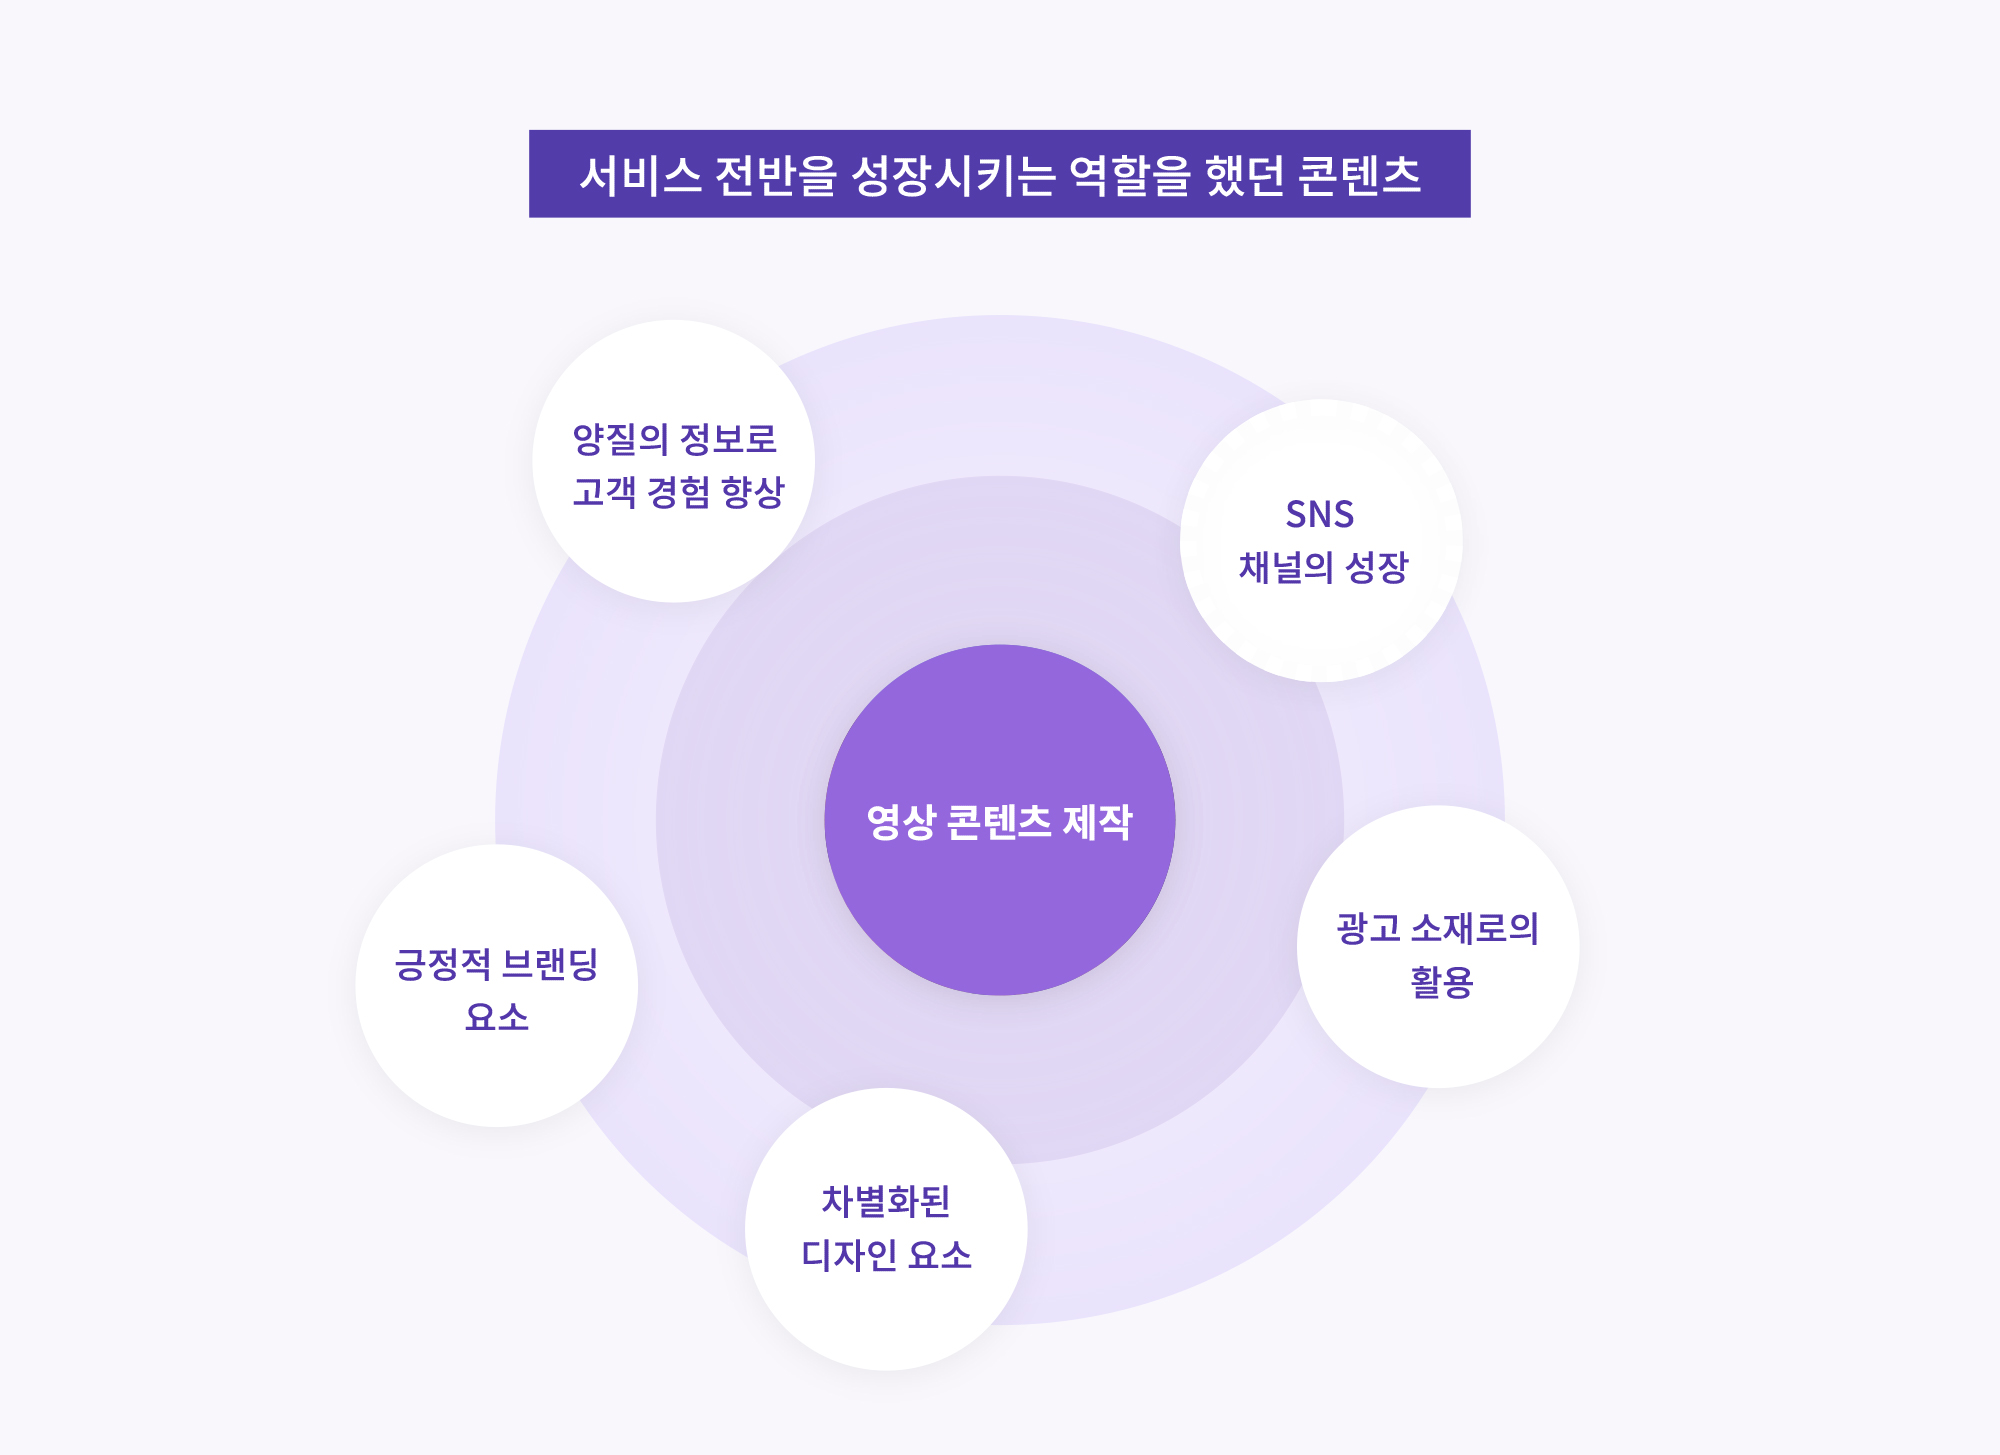 서비스 전반을 성장시키는 역할을 했던 콘텐츠
양질의 정보로
고객 경험 향상
SNS
채널의 성장
영상 콘텐츠 제작
광고 소재로의
활용
긍정적 브랜딩
요소
차별화된
디자인 요소